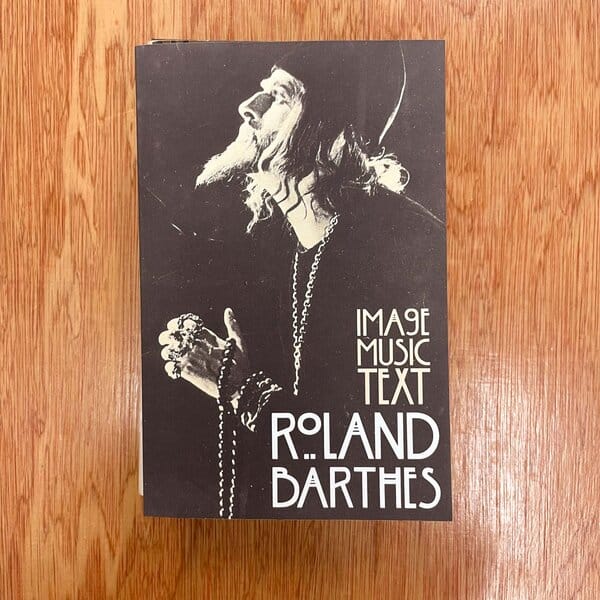 IMAGE
MUSIC
TEXT
ROLAND
BARTHES